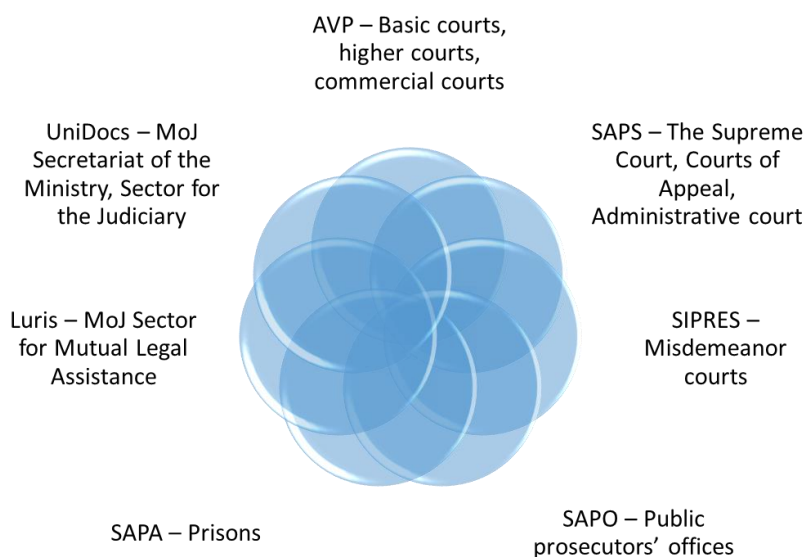 AVP – Basic courts,
higher courts,
commercial courts
UniDocs – MoJ
Secretariat of the
Ministry, Sector for
the Judiciary
SAPS – The Supreme
Court, Courts of
Appeal,
Administrative court
Luris – MoJ Sector
for Mutual Legal
Assistance
SIPRES –
Misdemeanor
courts
SAPA – Prisons
SAPO – Public
prosecutors’ offices